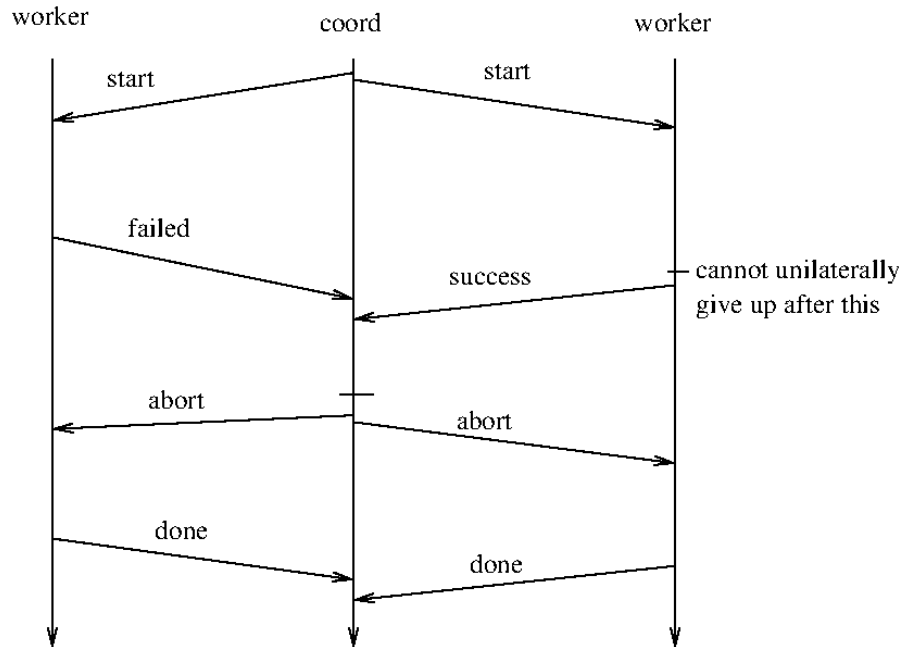 worker
coord
worker
start
start
failed
success
cannot unilaterally
give up after this
abort
abort
done
done